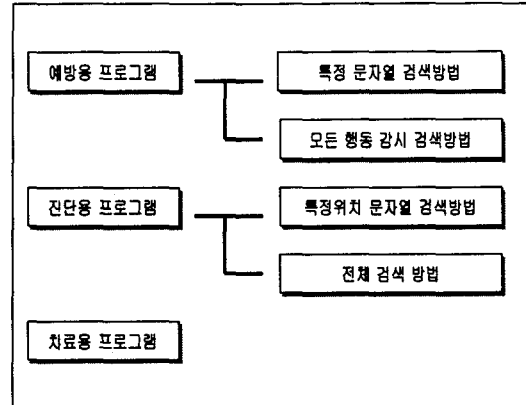 예방용 프로그램
특정 문자열 검색방법
모든 행동 감시 검색방법
진단용 프로그램
특정위치 문자열 검색방법
전체 검색 방법
치료용 프로그램